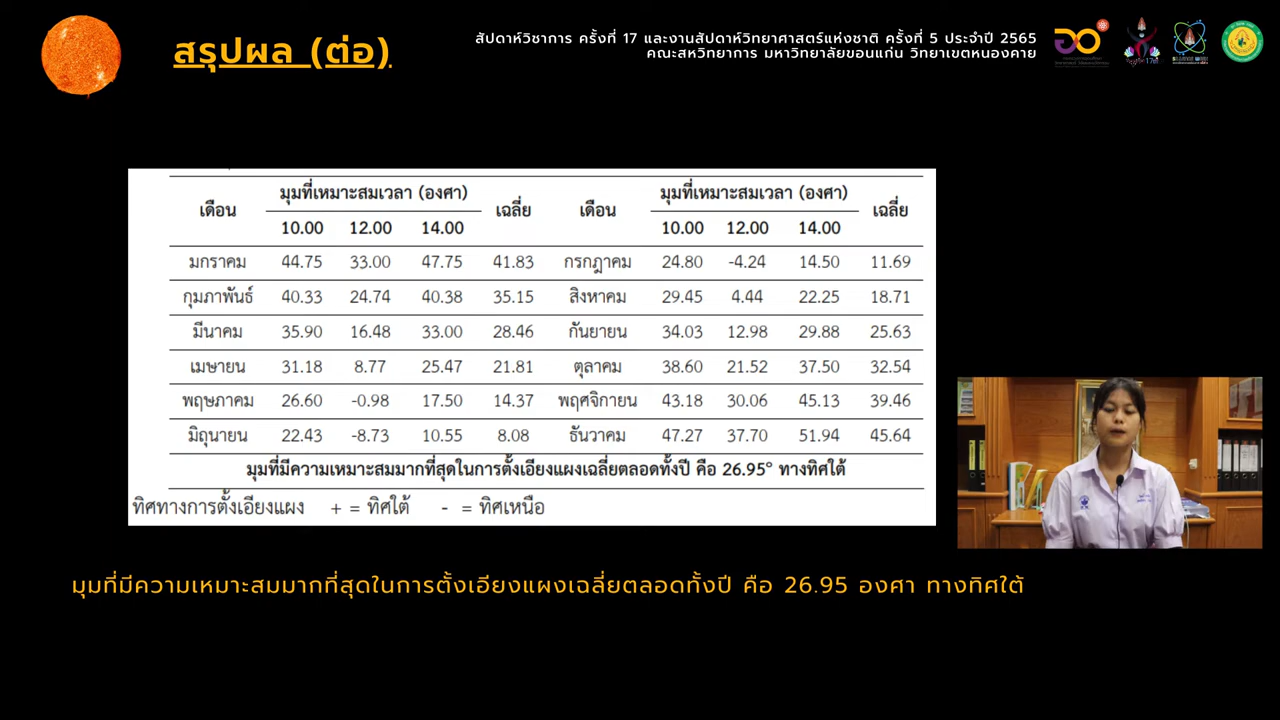 สรุปผล (ต่อ)
สัปดาห์วิชาการ ครั้งที่ 17 และงานสัปดาห์วิทยาศาสตร์แห่งชาติ ครั้งที่ 5 ประจำปี 2565
คณะสหวิทยาการ มหาวิทยาลัยขอนแก่น วิทยาเขตหนองคาย
เดือน มุมที่เหมาะสมเวลา (องศา) เฉลี่ย เดือน มุมที่เหมาะสมเวลา (องศา) เฉลี่ย
10.00 12.00 14.00 10.00 12.00 14.00
มกราคม 44.75 33.00 47.75 41.83 กรกฎาคม 24.80 -4.24 14.50 11.69
กุมภาพันธ์ 40.33 24.74 40.38 35.15 สิงหาคม 29.45 4.44 22.25 18.71
มีนาคม 35.90 16.48 33.00 28.46 กันยายน 34.03 12.98 29.88 25.63
เมษายน 31.18 8.77 25.47 21.81 ตุลาคม 38.60 21.52 37.50 32.54
พฤษภาคม 26.60 -0.98 17.50 14.37 พฤศจิกายน 43.18 30.06 45.13 39.46
มิถุนายน 22.43 -8.73 10.55 8.08 ธันวาคม 47.27 37.70 51.94 45.64
มุมที่มีความเหมาะสมมากที่สุดในการตั้งเอียงแผงเฉลี่ยตลอดทั้งปี คือ 26.95° ทางทิศใต้
ทิศทางการตั้งเอียงแผง + = ทิศใต้ - = ทิศเหนือ
มุมที่มีความเหมาะสมมากที่สุดในการตั้งเอียงแผงเฉลี่ยตลอดทั้งปี คือ 26.95 องศา ทางทิศใต้